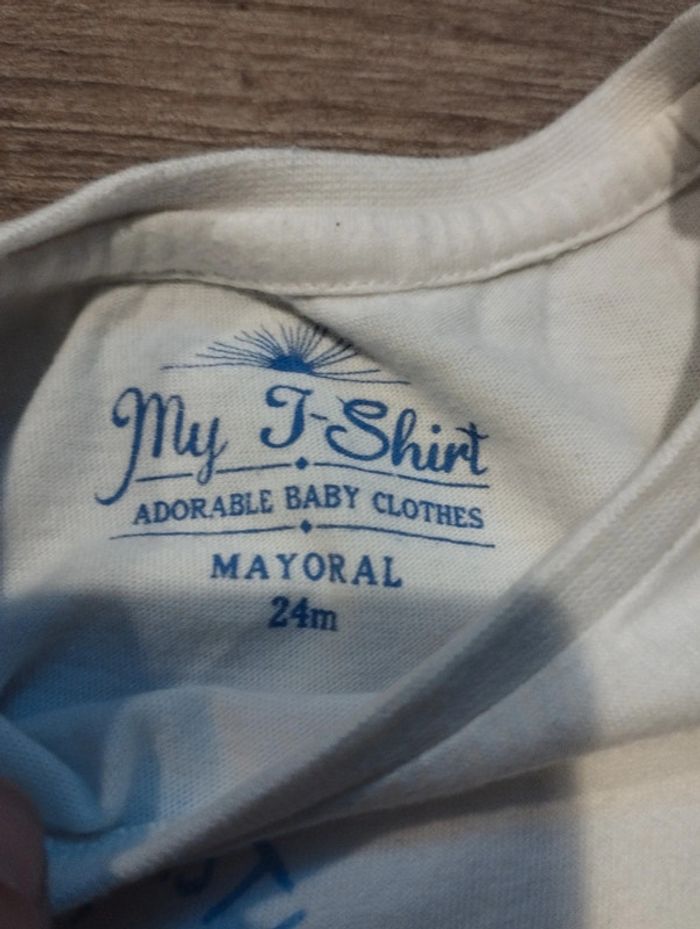 My T-Shirt
ADORABLE BABY CLOTHES
MAYORAL
24m